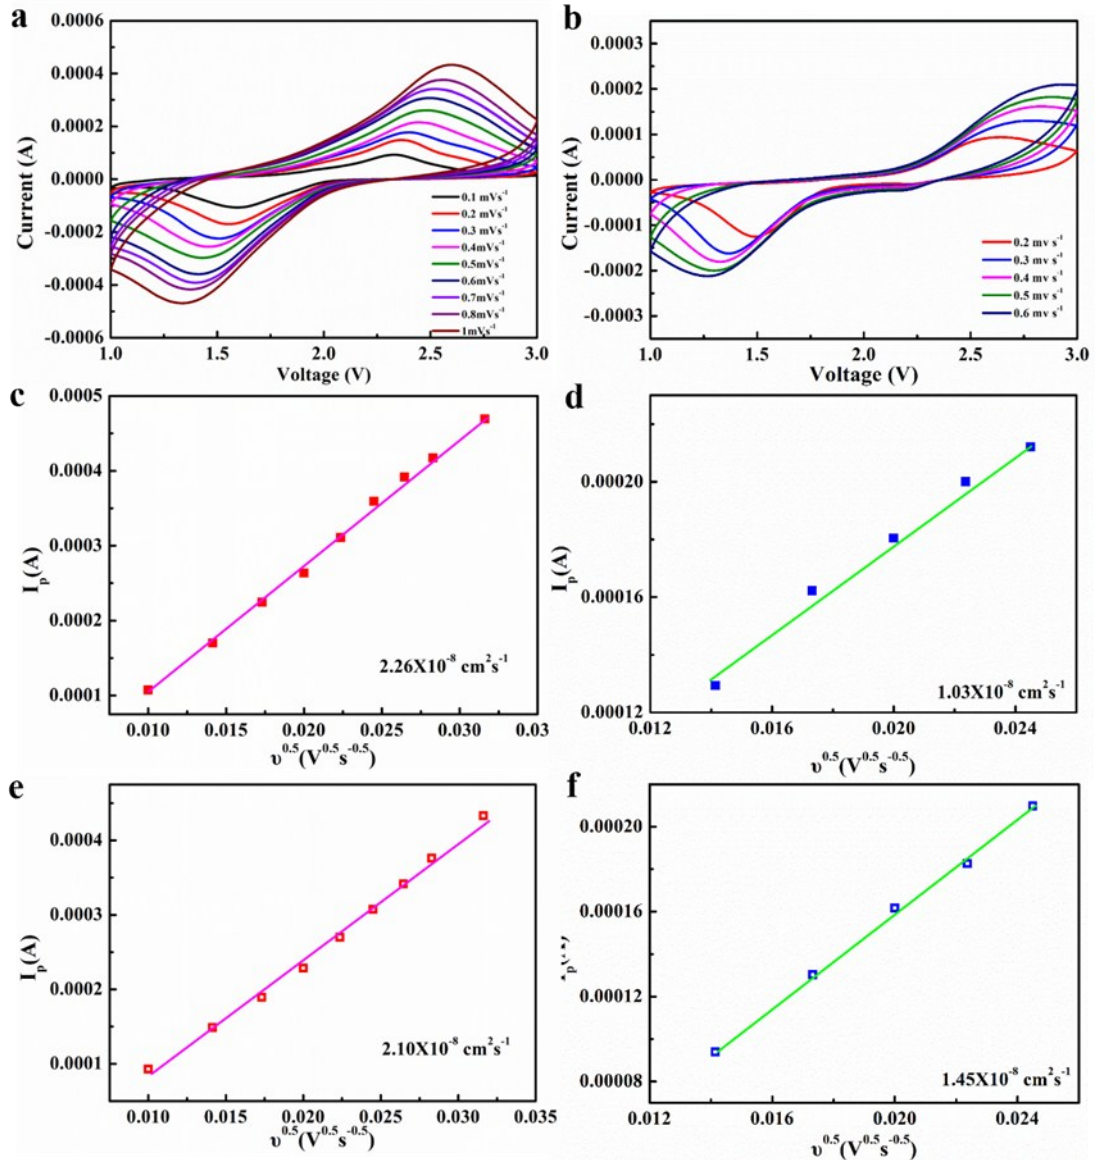 a
0.0006
0.0004
0.0002
0.0000
-0.0002
-0.0004
-0.0006
Current (A)
1.0 1.5 2.0 2.5 3.0
Voltage (V)
0.1 mVs⁻¹
0.2 mVs⁻¹
0.3 mVs⁻¹
0.4mVs⁻¹
0.5mVs⁻¹
0.6mVs⁻¹
0.7mVs⁻¹
0.8mVs⁻¹
1mVs⁻¹
b
0.0003
0.0002
0.0001
0.0000
-0.0001
-0.0002
-0.0003
Current (A)
1.0 1.5 2.0 2.5 3.0
Voltage (V)
0.2 mv s⁻¹
0.3 mv s⁻¹
0.4 mv s⁻¹
0.5 mv s⁻¹
0.6 mv s⁻¹
c
0.0005
0.0004
0.0003
0.0002
0.0001
Iₚ(A)
2.26X10⁻⁸ cm²s⁻¹
0.010 0.015 0.020 0.025 0.030 0.03
υ⁰·⁵(V⁰·⁵s⁻⁰·⁵)
d
0.00020
0.00016
0.00012
Iₚ(A)
1.03X10⁻⁸ cm²s⁻¹
0.012 0.016 0.020 0.024
υ⁰·⁵(V⁰·⁵s⁻⁰·⁵)
e
0.0004
0.0003
0.0002
0.0001
Iₚ(A)
2.10X10⁻⁸ cm²s⁻¹
0.010 0.015 0.020 0.025 0.030 0.035
υ⁰·⁵(V⁰·⁵s⁻⁰·⁵)
f
0.00020
0.00016
0.00012
0.00008
1.45X10⁻⁸ cm²s⁻¹
0.012 0.016 0.020 0.024
υ⁰·⁵(V⁰·⁵s⁻⁰·⁵)